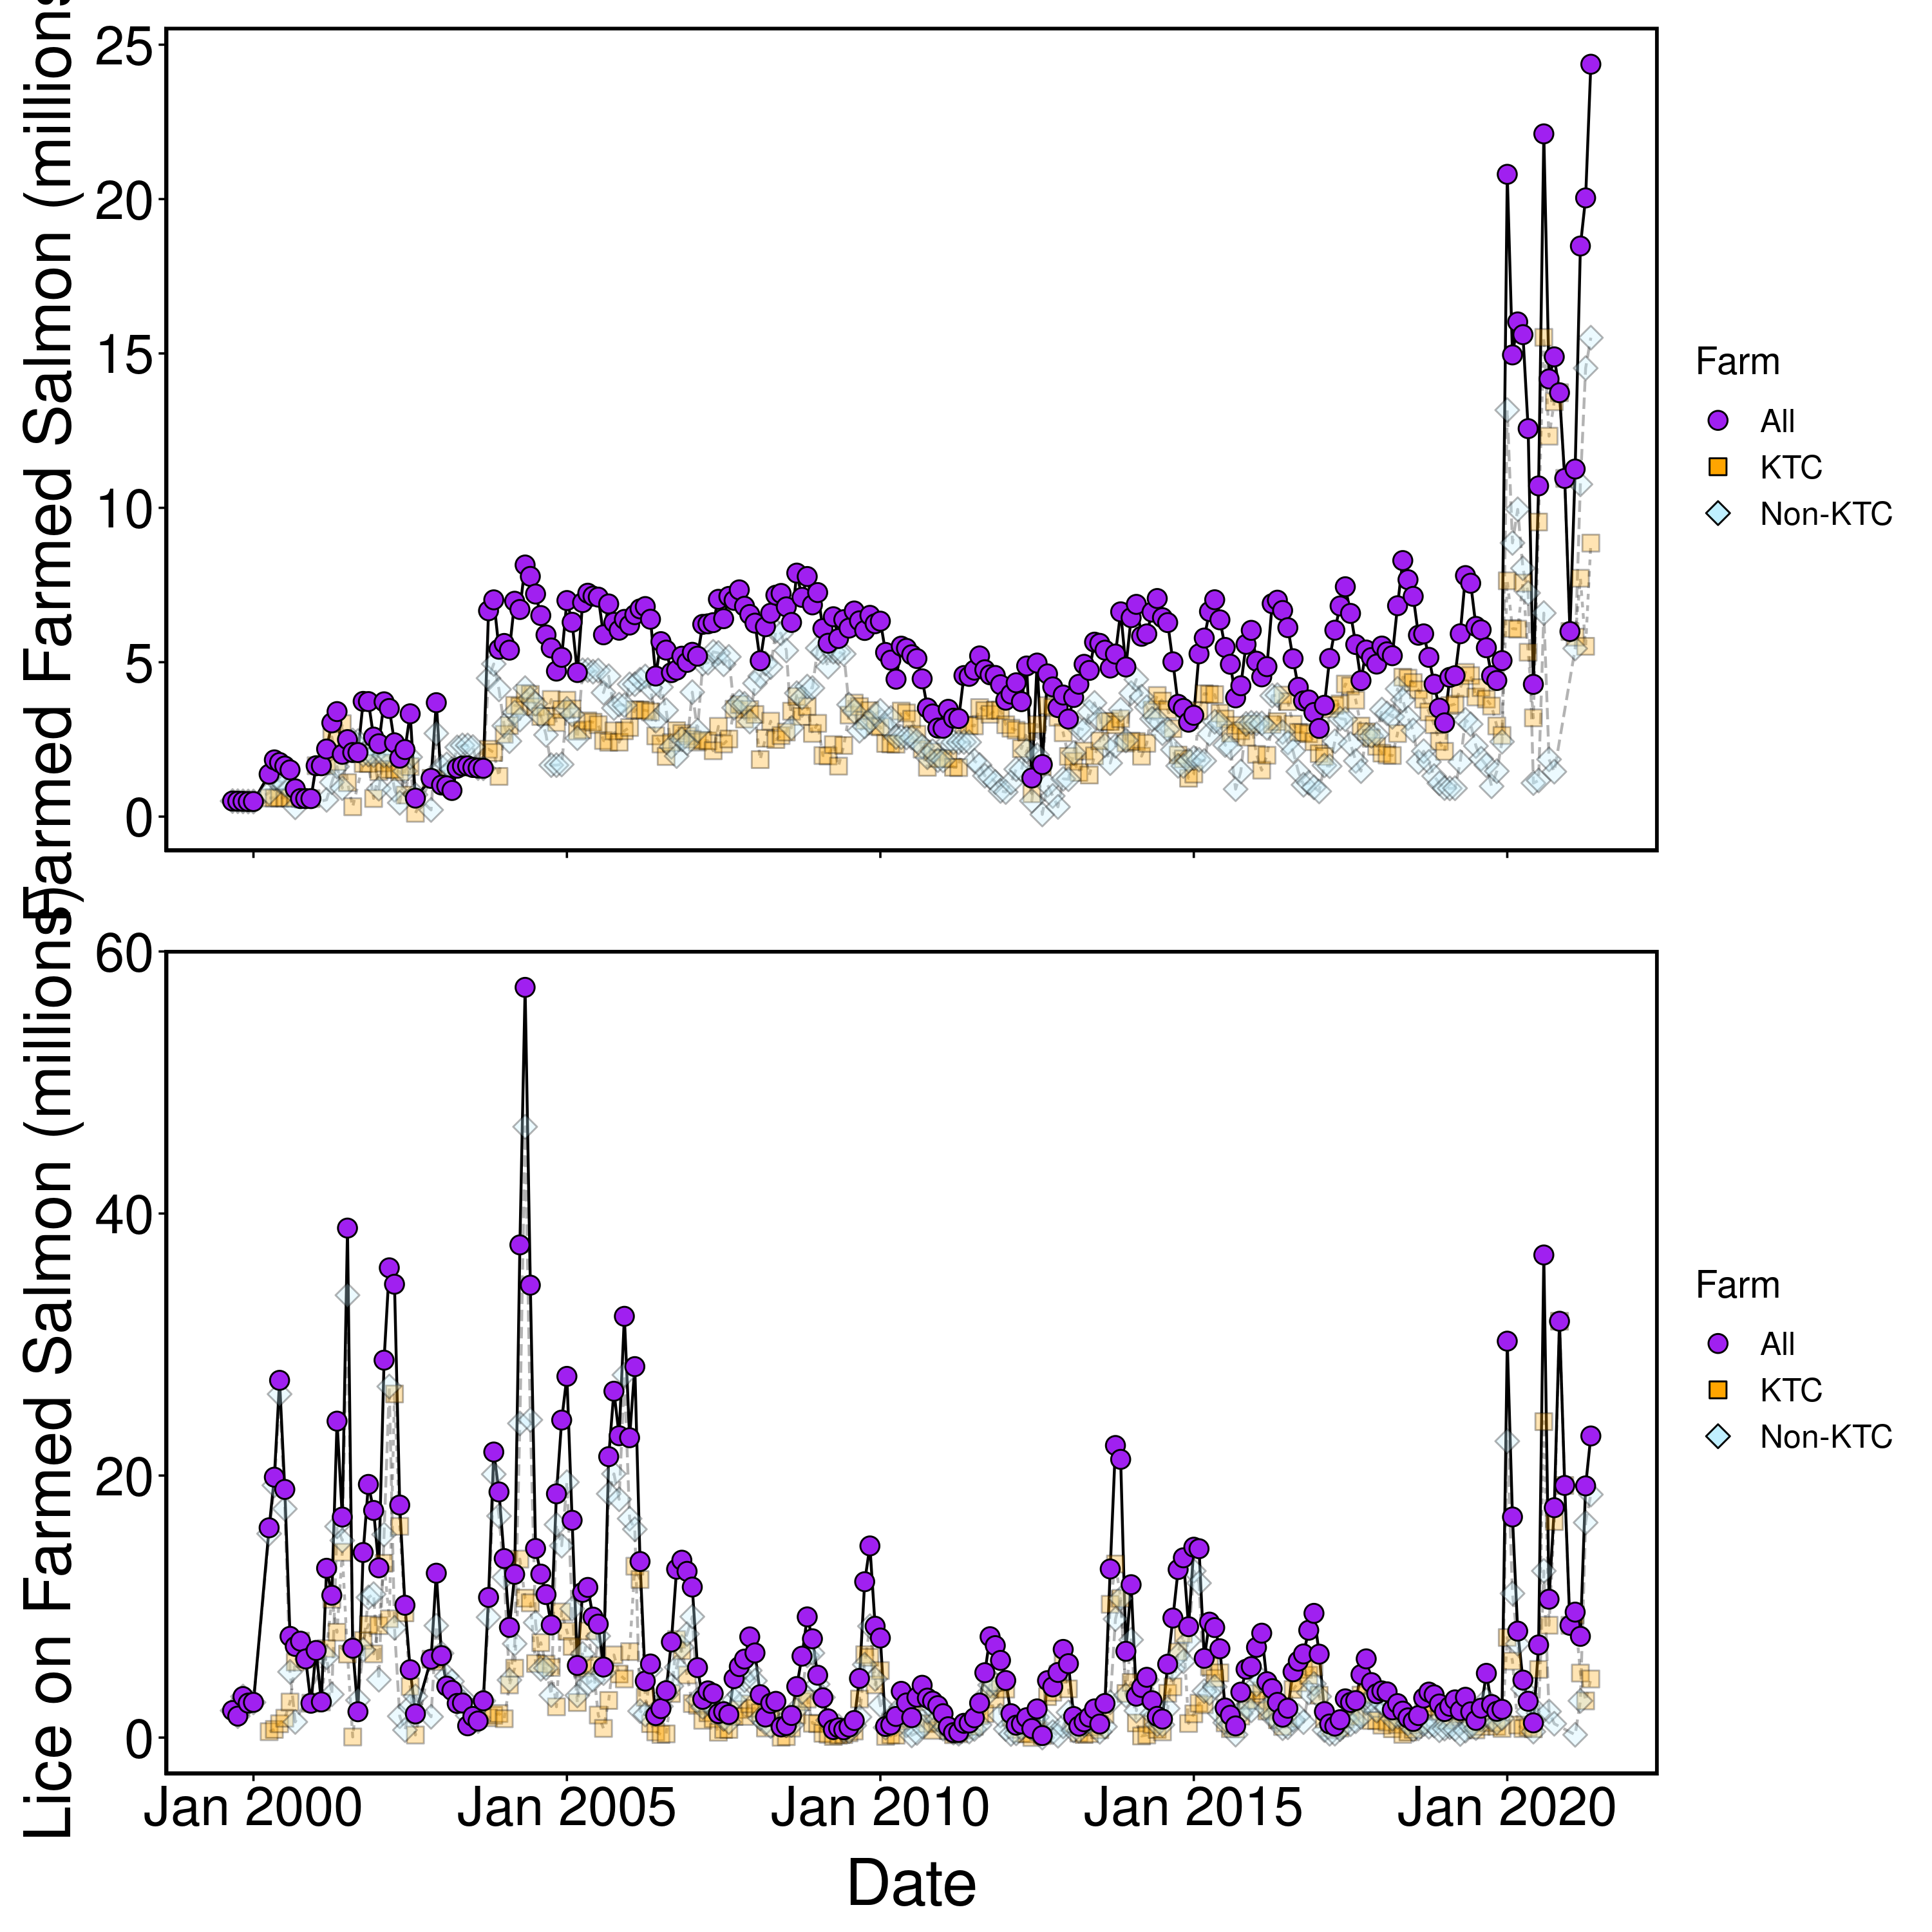 Farmed Farmed Salmon (millions
25
20
15
10
5
0
Farm
All
KTC
Non-KTC
Lice on Farmed Salmon (millions)
60
40
20
0
Jan 2000
Jan 2005
Jan 2010
Jan 2015
Jan 2020
Date
Farm
All
KTC
Non-KTC